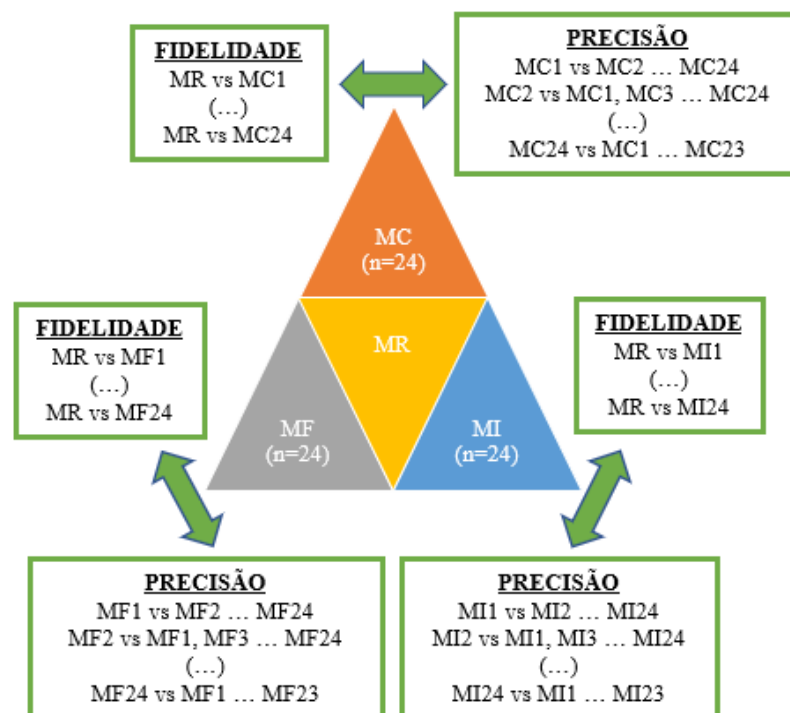 FIDELIDADE
MR vs MC1
(...)
MR vs MC24
PRECISÃO
MC1 vs MC2 ... MC24
MC2 vs MC1, MC3 ... MC24
(...)
MC24 vs MC1 ... MC23
MC
(n=24)
FIDELIDADE
MR vs MF1
(...)
MR vs MF24
MR
FIDELIDADE
MR vs MI1
(...)
MR vs MI24
MF
(n=24)
MI
(n=24)
PRECISÃO
MF1 vs MF2 ... MF24
MF2 vs MF1, MF3 ... MF24
(...)
MF24 vs MF1 ... MF23
PRECISÃO
MI1 vs MI2 ... MI24
MI2 vs MI1, MI3 ... MI24
(...)
MI24 vs MI1 ... MI23